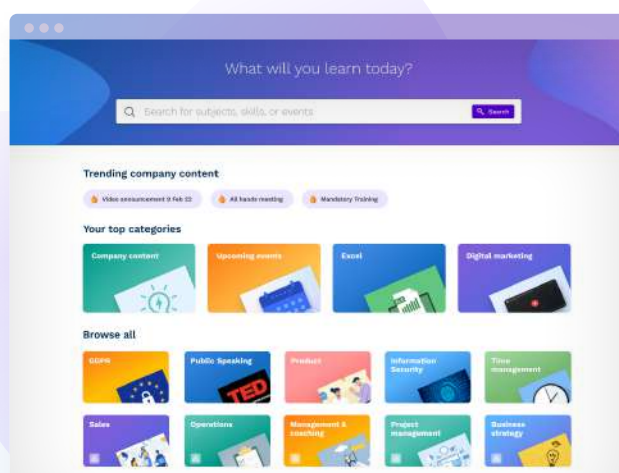 What will you learn today?
Search for subjects, skills, or events
Search
Trending company content
Video announcement 9 Feb 22
All hands meeting
Mandatory Training
Your top categories
Company content
Upcoming events
Excel
Digital marketing
Browse all
GDPR
Public Speaking
Product
Information
Security
Time
management
TED
Sales
Operations
Management &
coaching
Project
management
Business
strategy